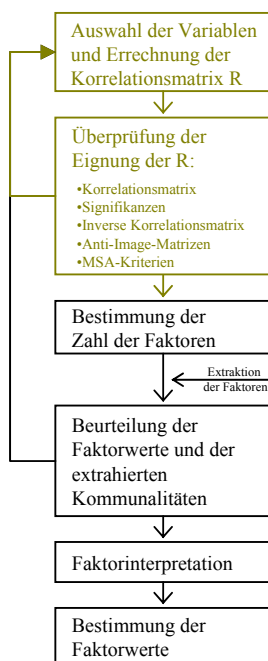 Auswahl der Variablen
und Errechnung der
Korrelationsmatrix R
Überprüfung der
Eignung der R:
•Korrelationsmatrix
•Signifikanzen
•Inverse Korrelationsmatrix
•Anti-Image-Matrizen
•MSA-Kriterien
Bestimmung der
Zahl der Faktoren
Extraktion
der Faktoren
Beurteilung der
Faktorwerte und der
extrahierten
Kommunalitäten
Faktorinterpretation
Bestimmung der
Faktorwerte